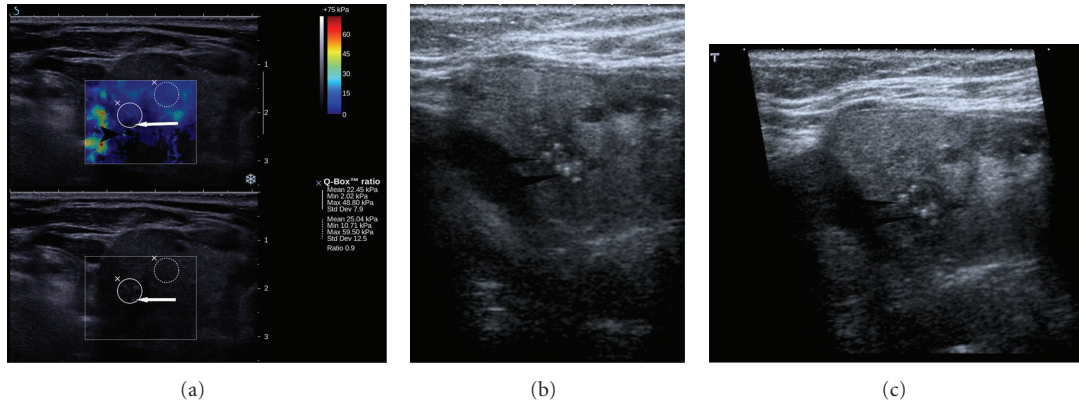 S
+75 kPa
60
45
30
15
0
1
2
3
Q-Box™ ratio
Mean 22.45 kPa
Min 2.02 kPa
Max 48.80 kPa
Std Dev 7.9
Mean 25.04 kPa
Min 10.71 kPa
Max 59.50 kPa
Std Dev 12.5
Ratio 0.9
1
2
3
T
(a)
(b)
(c)